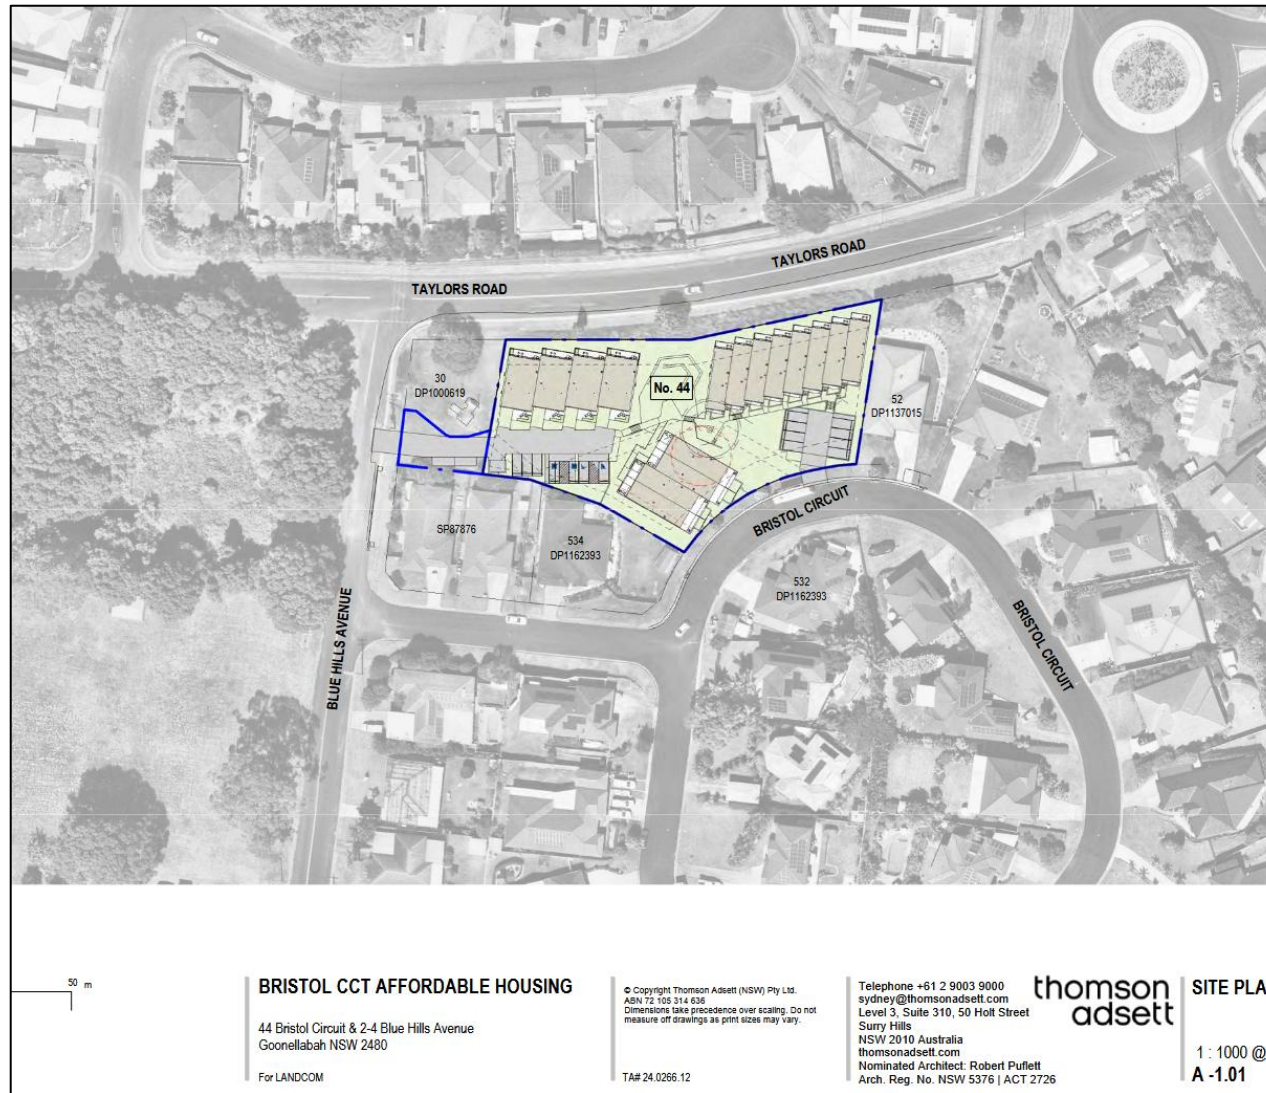 TAYLORS ROAD
TAYLORS ROAD
30
DP1000619
No. 44
52
DP1137015
SP87876
534
DP1162393
BRISTOL CIRCUIT
532
DP1162393
BLUE HILLS AVENUE
BRISTOL CIRCUIT
50 m
BRISTOL CCT AFFORDABLE HOUSING
44 Bristol Circuit & 2-4 Blue Hills Avenue
Goonellabah NSW 2480
For LANDCOM
© Copyright Thomson Adsett (NSW) Pty Ltd.
ABN 72 105 314 636
Dimensions take precedence over scaling. Do not
measure off drawings as print sizes may vary.
TA# 24.0266.12
Telephone +61 2 9003 9000
sydney@thomsonadsett.com
Level 3, Suite 310, 50 Holt Street
Surry Hills
NSW 2010 Australia
thomsonadsett.com
Nominated Architect: Robert Puflett
Arch. Reg. No. NSW 5376 | ACT 2726
thomson
adsett
SITE PLA
1 : 1000 @
A -1.01